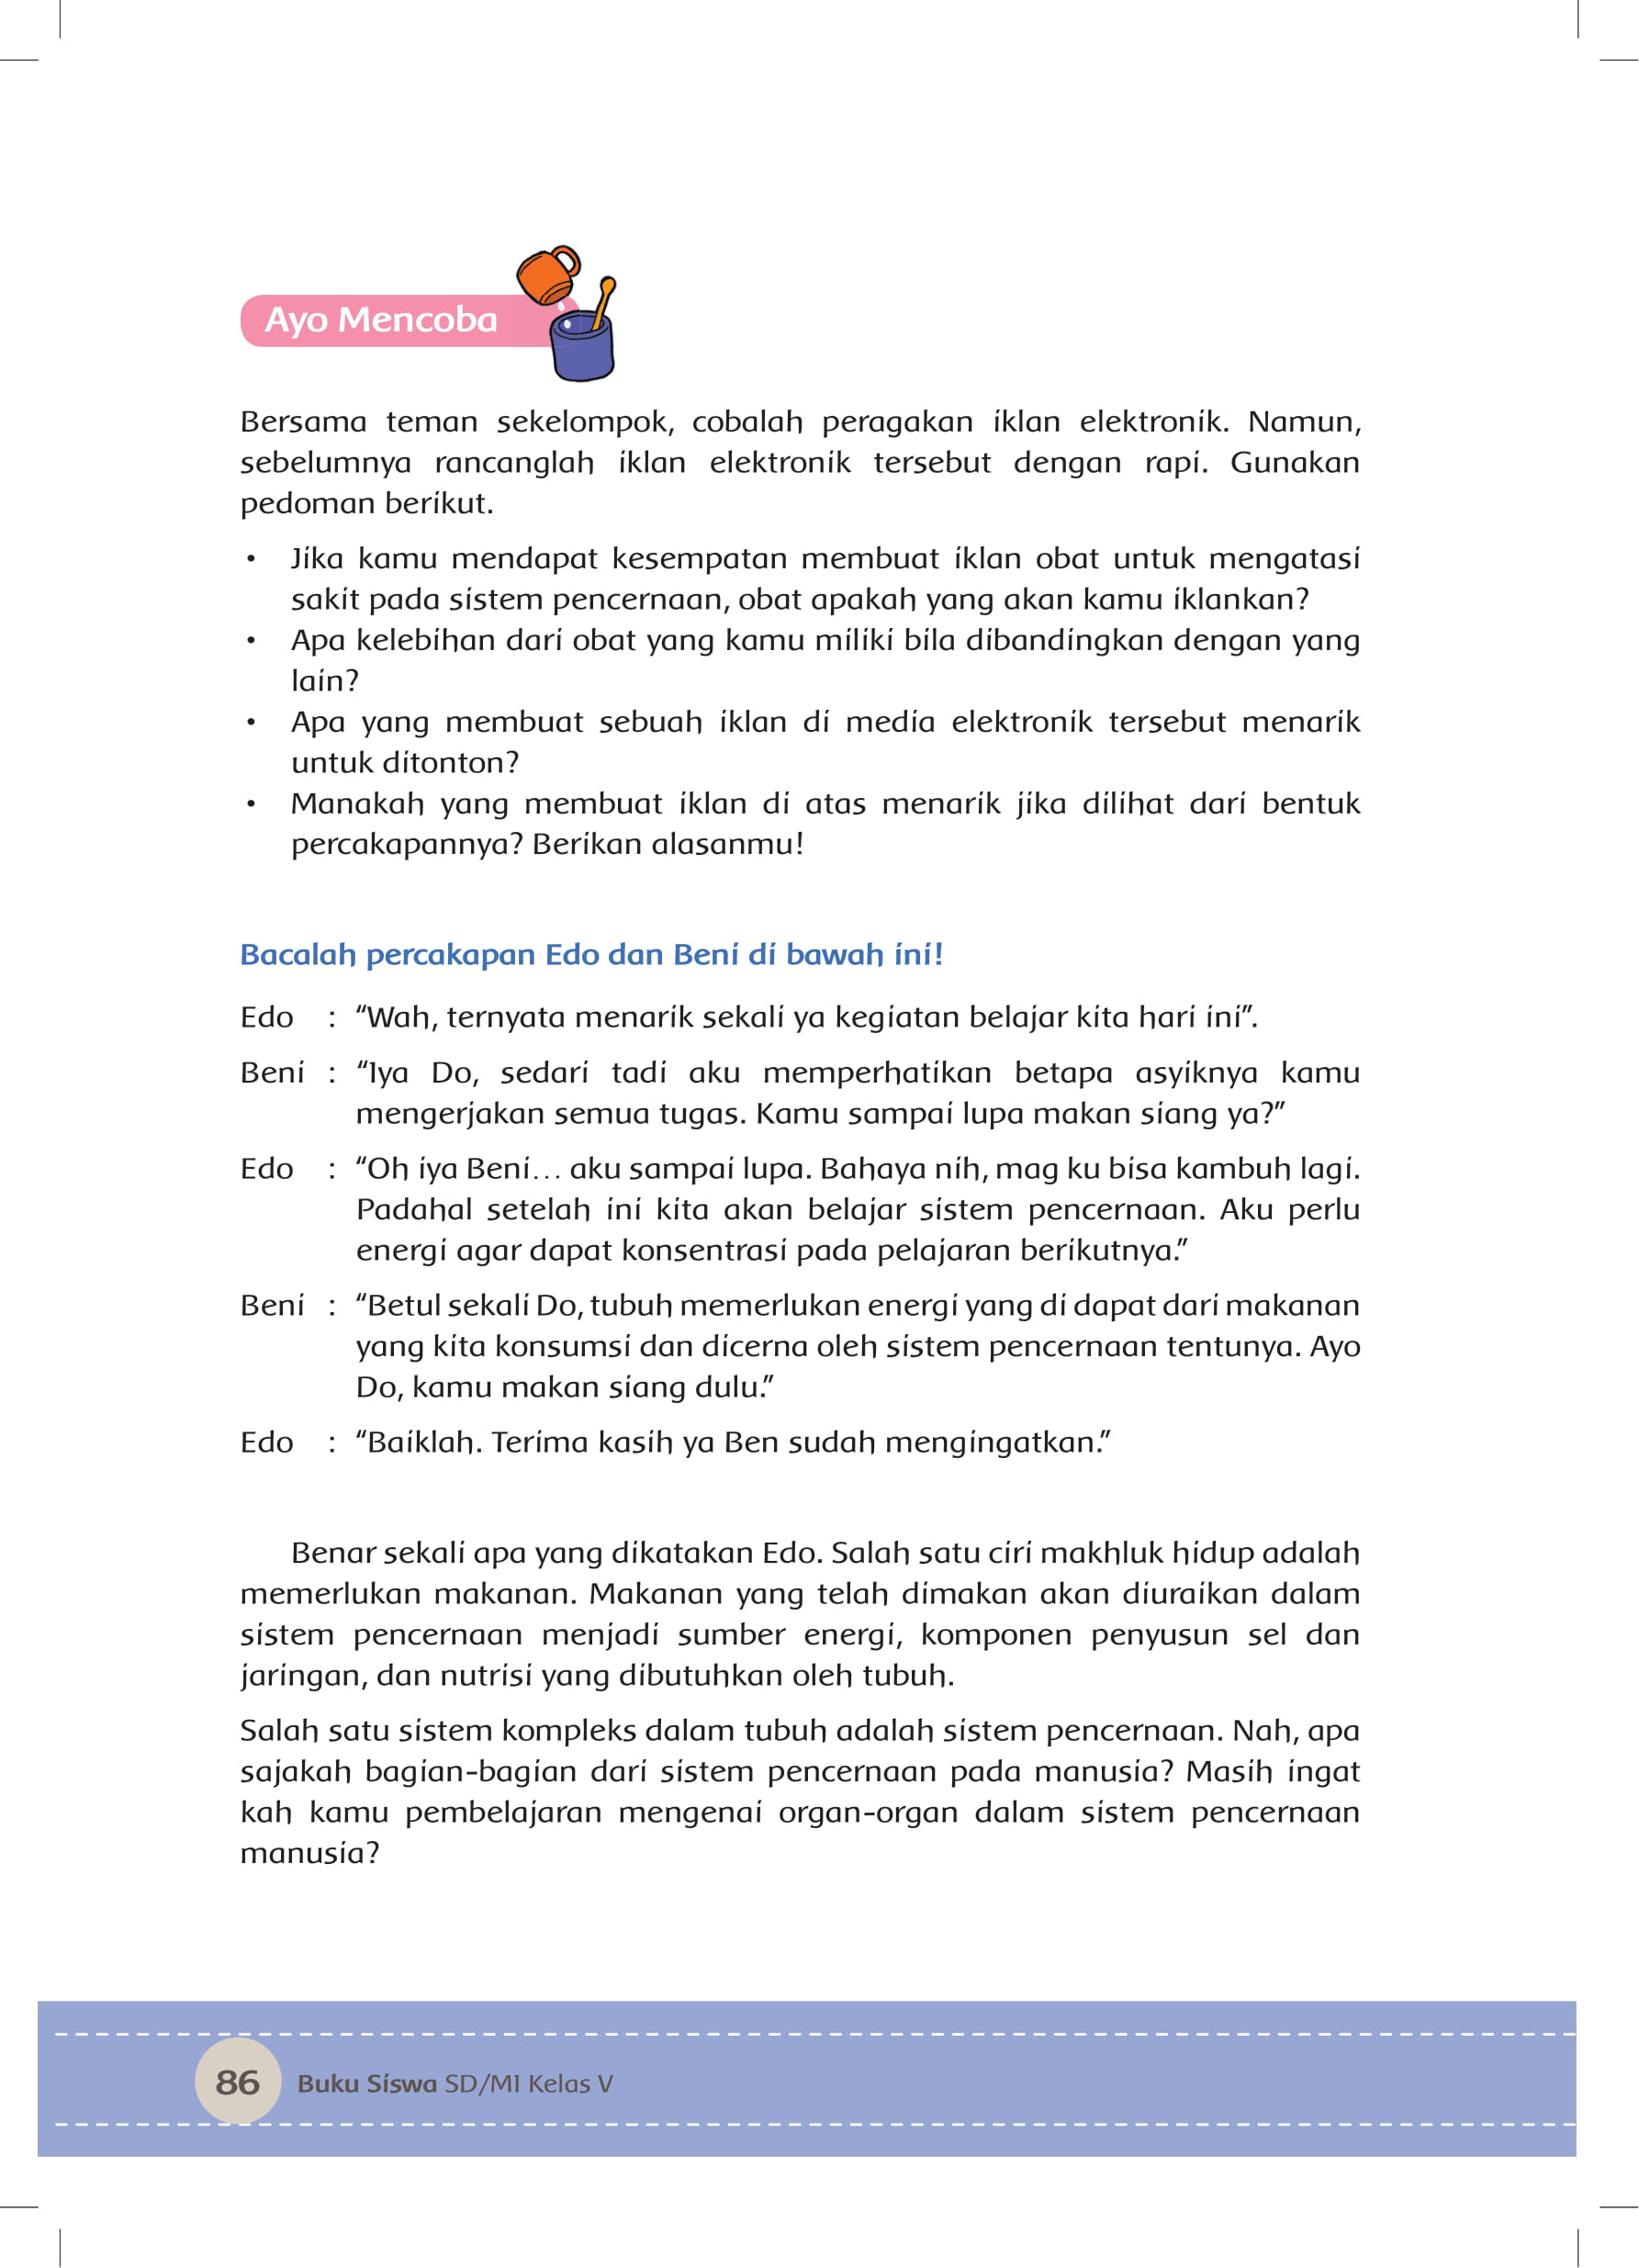 Ayo Mencoba
Bersama teman sekelompok, cobalah peragakan iklan elektronik. Namun,
sebelumnya rancanglah iklan elektronik tersebut dengan rapi. Gunakan
pedoman berikut.
• Jika kamu mendapat kesempatan membuat iklan obat untuk mengatasi
sakit pada sistem pencernaan, obat apakah yang akan kamu iklankan?
• Apa kelebihan dari obat yang kamu miliki bila dibandingkan dengan yang
lain?
• Apa yang membuat sebuah iklan di media elektronik tersebut menarik
untuk ditonton?
• Manakah yang membuat iklan di atas menarik jika dilihat dari bentuk
percakapannya? Berikan alasanmu!
Bacalah percakapan Edo dan Beni di bawah ini!
Edo : “Wah, ternyata menarik sekali ya kegiatan belajar kita hari ini”.
Beni : “Iya Do, sedari tadi aku memperhatikan betapa asyiknya kamu
mengerjakan semua tugas. Kamu sampai lupa makan siang ya?”
Edo : “Oh iya Beni… aku sampai lupa. Bahaya nih, mag ku bisa kambuh lagi.
Padahal setelah ini kita akan belajar sistem pencernaan. Aku perlu
energi agar dapat konsentrasi pada pelajaran berikutnya.”
Beni : “Betul sekali Do, tubuh memerlukan energi yang di dapat dari makanan
yang kita konsumsi dan dicerna oleh sistem pencernaan tentunya. Ayo
Do, kamu makan siang dulu.”
Edo : “Baiklah. Terima kasih ya Ben sudah mengingatkan.”
Benar sekali apa yang dikatakan Edo. Salah satu ciri makhluk hidup adalah
memerlukan makanan. Makanan yang telah dimakan akan diuraikan dalam
sistem pencernaan menjadi sumber energi, komponen penyusun sel dan
jaringan, dan nutrisi yang dibutuhkan oleh tubuh.
Salah satu sistem kompleks dalam tubuh adalah sistem pencernaan. Nah, apa
sajakah bagian-bagian dari sistem pencernaan pada manusia? Masih ingat
kah kamu pembelajaran mengenai organ-organ dalam sistem pencernaan
manusia?
86 Buku Siswa SD/MI Kelas V